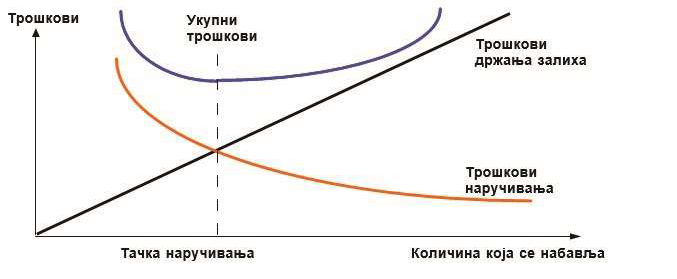 Трошкови
Укупни
трошкови
Трошкови
држања залиха
Трошкови
наручивања
Тачка наручивања
Количина која се набавља